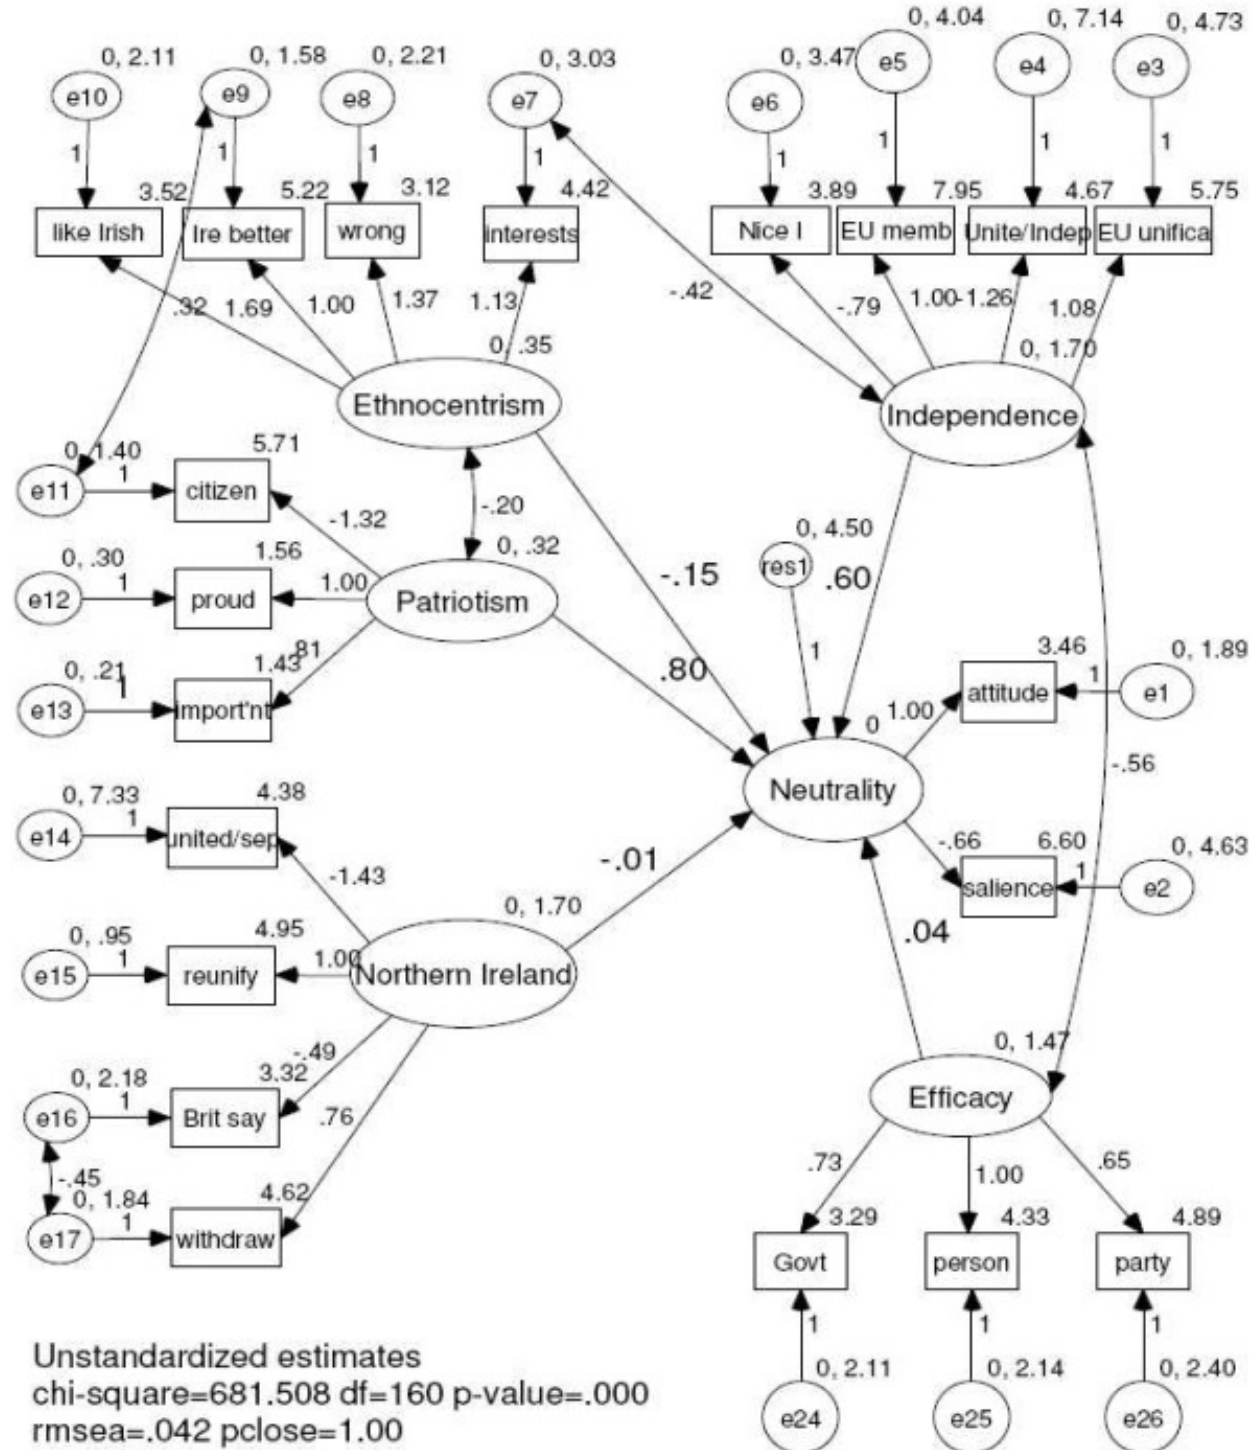 0, 4.04 0, 7.14 0, 4.73
0, 2.11 0, 1.58 0, 2.21 0, 3.03 0, 3.47
e10 e9 e8 e7 e6 e5 e4 e3
1 1 1 1 1 1 1 1
3.52 5.22 3.12 4.42 3.89 7.95 4.67 5.75
like Irish Ire better wrong interests Nice I EU memb Unite/Indep EU unifica
.32 1.69 1.00 1.37 1.13 -.42 -.79 1.00 -1.26 1.08
0, .35 0, 1.70
Ethnocentrism Independence
0, 1.40 5.71
e11 1 citizen
-.20
-1.32
0, .30 1.56 0, .32 0, 4.50
e12 1 proud 1.00 Patriotism -.15 res1 .60
0, .21 1.43 .81 .80 1 3.46 0, 1.89
e13 1 import'nt 0 1.00 attitude 1 e1
0, 7.33 4.38 Neutrality -.56
e14 1 united/sep
-1.43 -.01 -.66 6.60 0, 4.63
salience 1 e2
0, .95 4.95 0, 1.70 .04
e15 1 reunify 1.00 Northern Ireland
0, 2.18 3.32 -.49 0, 1.47
e16 1 Brit say .76 Efficacy
-.45 .73 1.00 .65
0, 1.84 4.62 3.29 4.33 4.89
e17 1 withdraw Govt person party
1 1 1
0, 2.11 0, 2.14 0, 2.40
e24 e25 e26
Unstandardized estimates
chi-square=681.508 df=160 p-value=.000
rmsea=.042 pclose=1.00